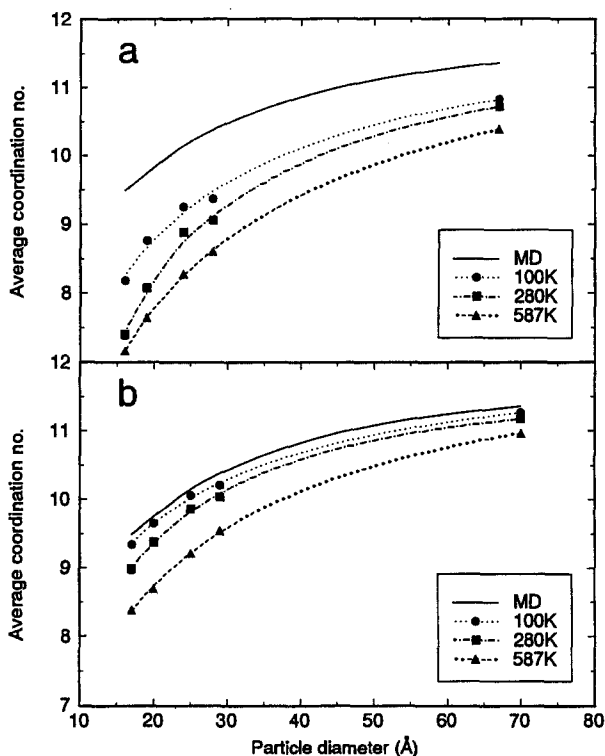 12
a
11
10
9
8
Average coordination no.
MD
100K
280K
587K
12
b
11
10
9
8
7
Average coordination no.
MD
100K
280K
587K
10 20 30 40 50 60 70 80
Particle diameter (Å)